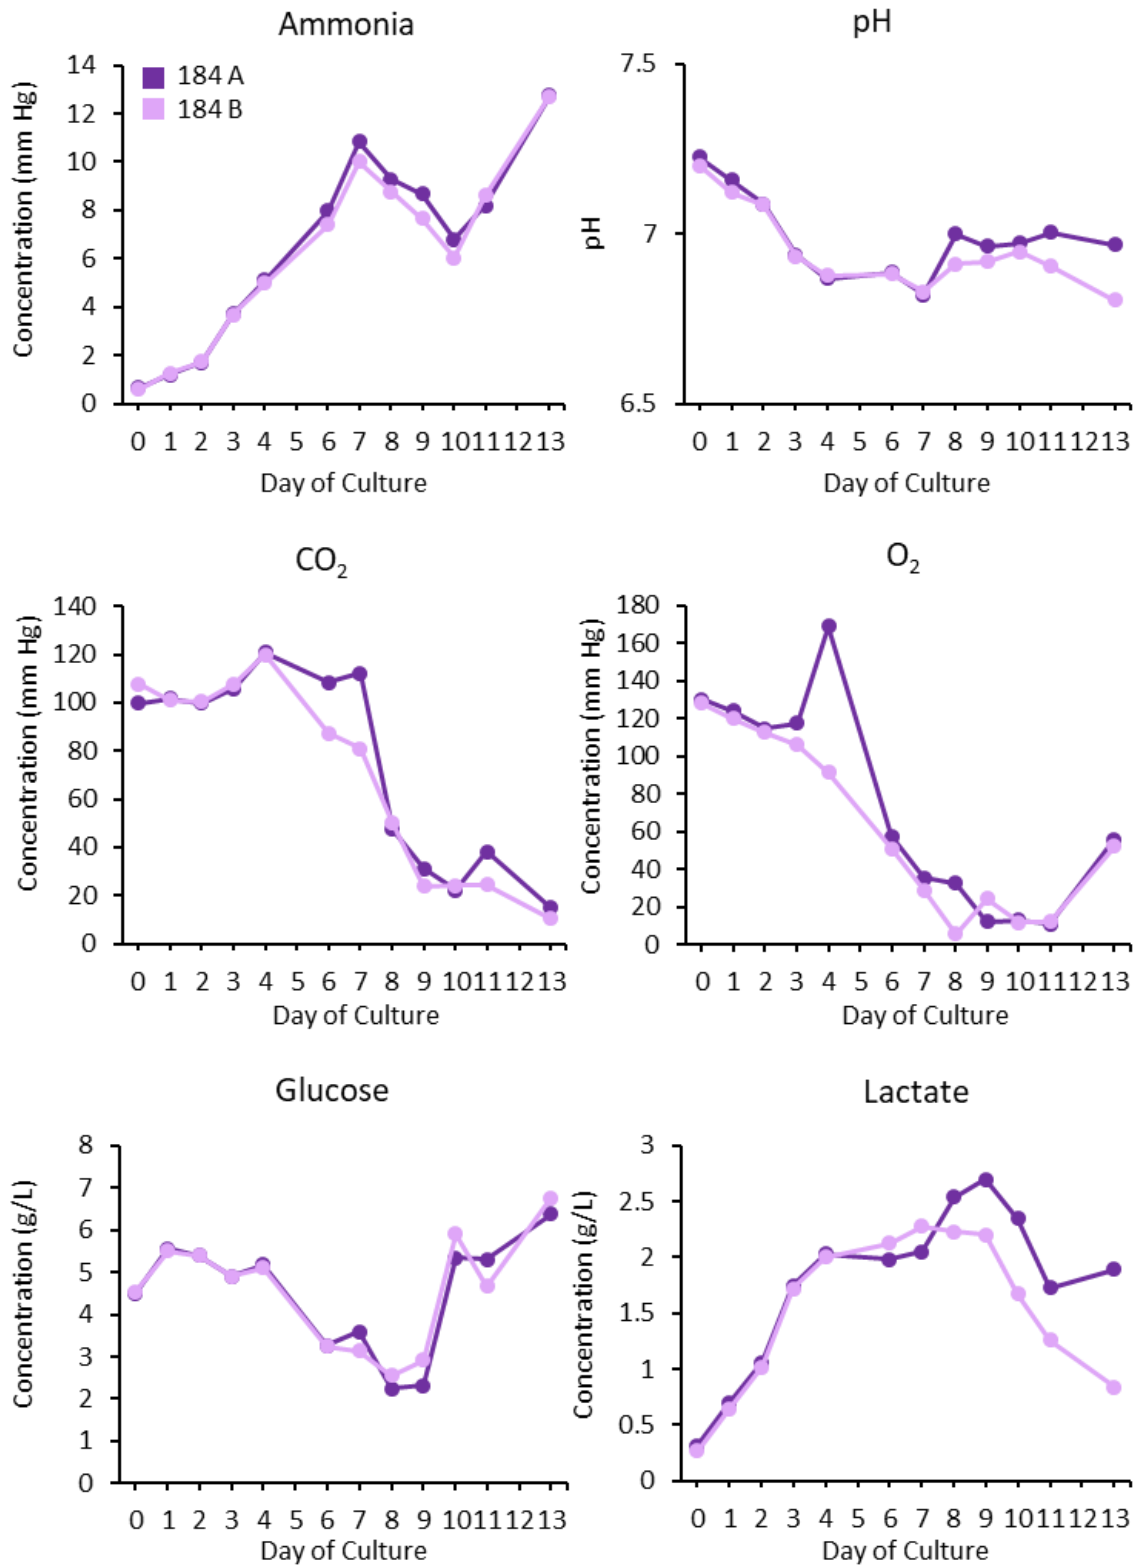 Ammonia
14
12
10
8
6
4
2
0
Concentration (mm Hg)
184 A
184 B
0 1 2 3 4 6 7 8 9 10 11 12 13
Day of Culture
pH
7.5
7
6.5
pH
0 1 2 3 4 6 7 8 9 10 11 12 13
Day of Culture
CO₂
140
120
100
80
60
40
20
0
Concentration (mm Hg)
0 1 2 3 4 6 7 8 9 10 11 12 13
Day of Culture
O₂
180
160
140
120
100
80
60
40
20
0
Concentration (mm Hg)
0 1 2 3 4 6 7 8 9 10 11 12 13
Day of Culture
Glucose
8
7
6
5
4
3
2
1
0
Concentration (g/L)
0 1 2 3 4 6 7 8 9 10 11 12 13
Day of Culture
Lactate
3
2.5
2
1.5
1
0.5
0
Concentration (g/L)
0 1 2 3 4 6 7 8 9 10 11 12 13
Day of Culture